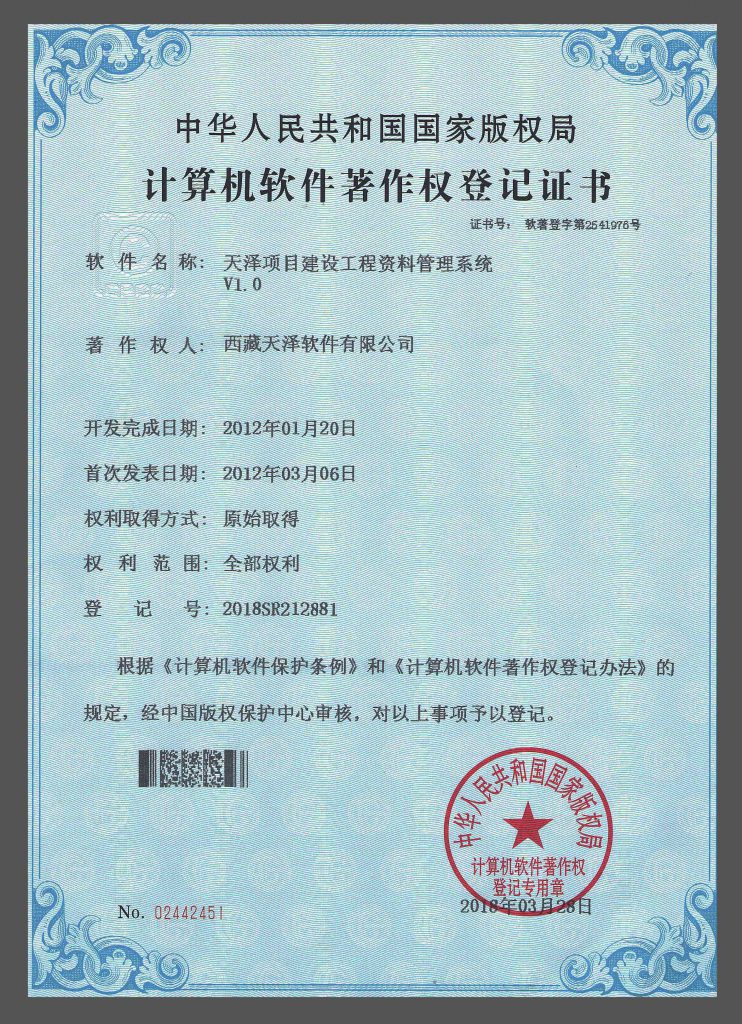 中华人民共和国国家版权局
计算机软件著作权登记证书
证书号： 软著登字第2541976号
软件名称： 天泽项目建设工程资料管理系统
V1.0
著作权人： 西藏天泽软件有限公司
开发完成日期： 2012年01月20日
首次发表日期： 2012年03月06日
权利取得方式： 原始取得
权利范围： 全部权利
登记号： 2018SR212881
根据《计算机软件保护条例》和《计算机软件著作权登记办法》的
规定，经中国版权保护中心审核，对以上事项予以登记。
中华人民共和国国家版权局
计算机软件著作权
登记专用章
No. 02442451
2018年03月28日